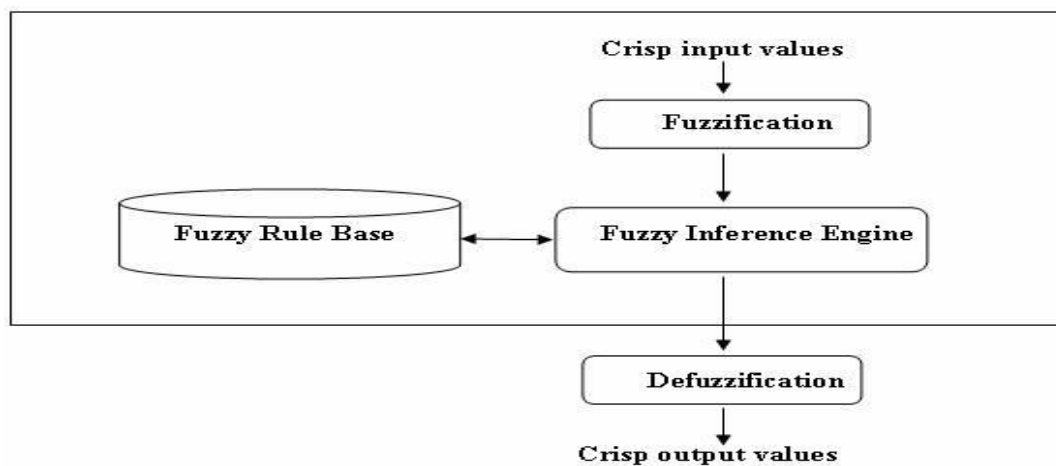 Crisp input values
Fuzzification
Fuzzy Rule Base
Fuzzy Inference Engine
Defuzzification
Crisp output values